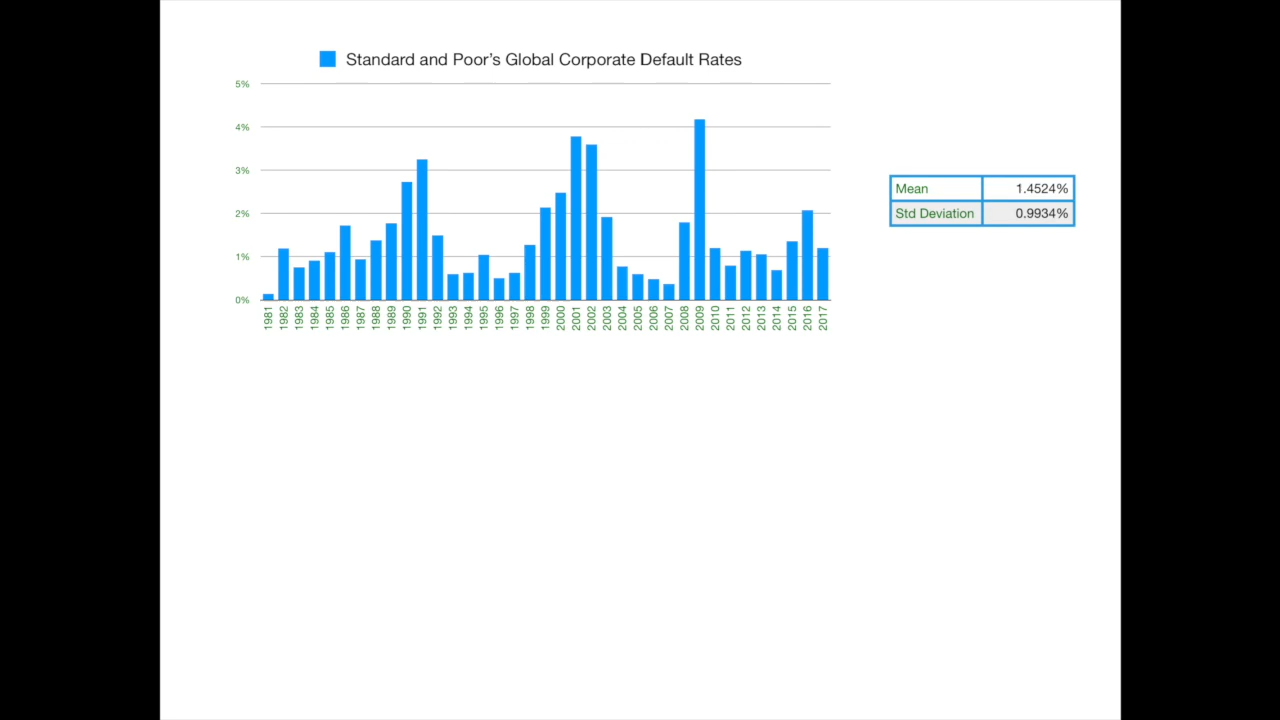 Standard and Poor's Global Corporate Default Rates
5%
4%
3%
2%
1%
0%
1981 1982 1983 1984 1985 1986 1987 1988 1989 1990 1991 1992 1993 1994 1995 1996 1997 1998 1999 2000 2001 2002 2003 2004 2005 2006 2007 2008 2009 2010 2011 2012 2013 2014 2015 2016 2017
Mean 1.4524%
Std Deviation 0.9934%